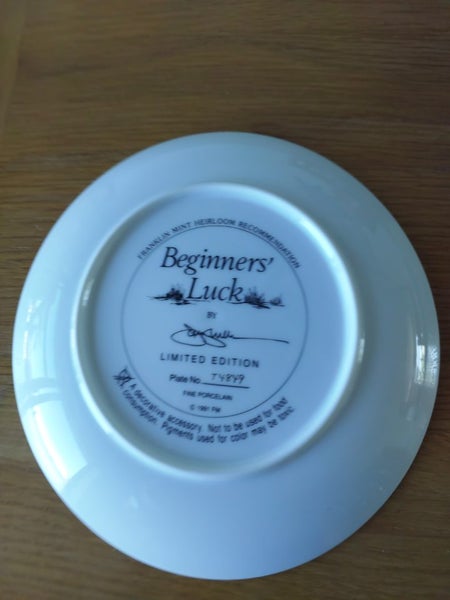 FRANKLIN MINT HEIRLOOM RECOMMENDATION
Beginners'
Luck
BY
LIMITED EDITION
Plate No. T4849
FINE PORCELAIN
© 1991 FM
A decorative accessory. Not to be used for food
consumption. Pigments used for color may be toxic.